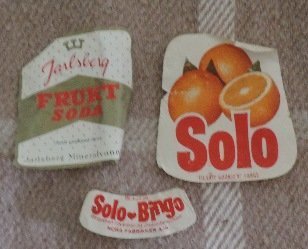 Jarlsberg
FRUKT
SODA
Jarlsberg Mineralvann
Solo
Solo-Bingo